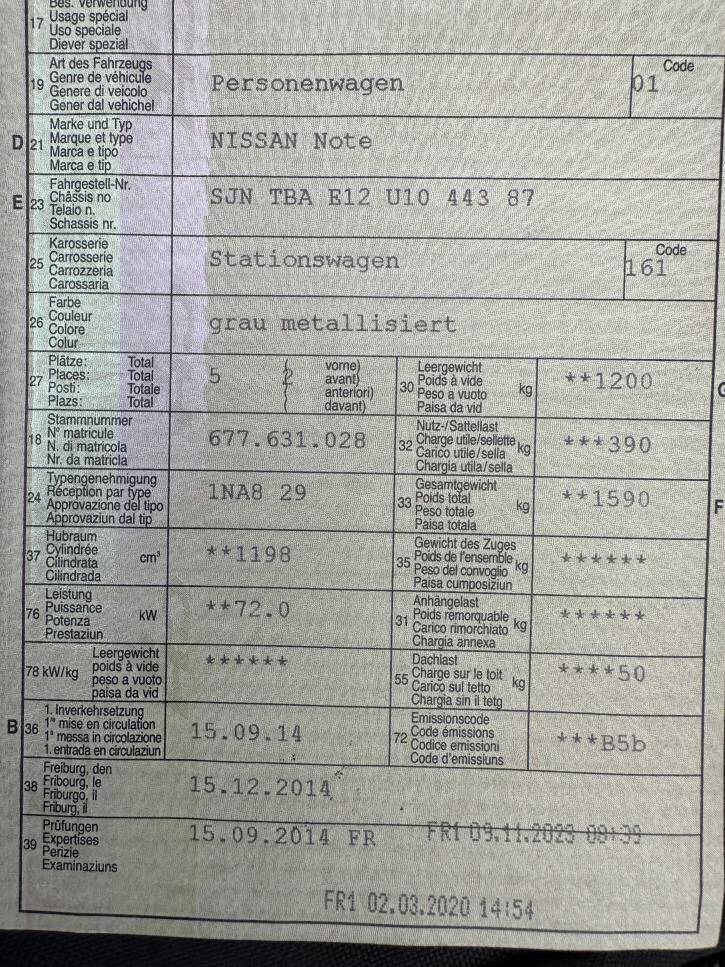 Bes. Verwendung
17 Usage spécial
Uso speciale
Diever spezial
19 Art des Fahrzeugs
Genre de véhicule
Genere di veicolo
Gener dal vehichel
Personenwagen
Code
01
D 21 Marke und Typ
Marque et type
Marca e tipo
Marca e tip
NISSAN Note
E 23 Fahrgestell-Nr.
Châssis no
Telaio n.
Schassis nr.
SJN TBA E12 U10 443 87
25 Karosserie
Carrosserie
Carrozzeria
Carossaria
Stationswagen
Code
161
26 Farbe
Couleur
Colore
Colur
grau metallisiert
27 Plätze: Total
Places: Total
Posti: Totale
Plazs: Total
5 ( 2 vorne)
avant)
anteriori)
davant)
30 Leergewicht
Poids à vide
Peso a vuoto
Paisa da vid
kg
**1200
G
18 Stammnummer
N° matricule
N. di matricola
Nr. da matricla
677.631.028
32 Nutz-/Sattellast
Charge utile/sellette
Carico utile/sella
Chargia utila/sella
kg
***390
24 Typengenehmigung
Réception par type
Approvazione del tipo
Approvaziun dal tip
1NA8 29
33 Gesamtgewicht
Poids total
Peso totale
Paisa totala
kg
**1590
F
37 Hubraum
Cylindrée
Cilindrata
Cilindrada
cm³
**1198
35 Gewicht des Zuges
Poids de l'ensemble
Peso del convoglio
Paisa cumposiziun
kg
******
76 Leistung
Puissance
Potenza
Prestaziun
kW
**72.0
31 Anhängelast
Poids remorquable
Carico rimorchiato
Chargia annexa
kg
******
78 kW/kg
Leergewicht
poids à vide
peso a vuoto
paisa da vid
******
55 Dachlast
Charge sur le toit
Carico sul tetto
Chargia sin il tetg
kg
****50
B 36 1. Inverkehrsetzung
1re mise en circulation
1a messa in circolazione
1. entrada en circulaziun
15.09.14
72 Emissionscode
Code émissions
Codice emissioni
Code d'emissiuns
***B5b
38 Freiburg, den
Fribourg, le
Friburgo, il
Friburg, il
15.12.2014
39 Prüfungen
Expertises
Perizie
Examinaziuns
15.09.2014 FR
FR1 09.11.2023 08:39
FR1 02.03.2020 14:54